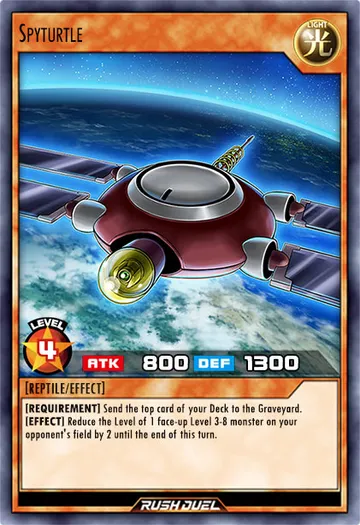 SPYTURTLE
LIGHT
光
LEVEL
4
ATK 800 DEF 1300
[REPTILE/EFFECT]
[REQUIREMENT] Send the top card of your Deck to the Graveyard.
[EFFECT] Reduce the Level of 1 face-up Level 3-8 monster on your
opponent's field by 2 until the end of this turn.
RUSH DUEL